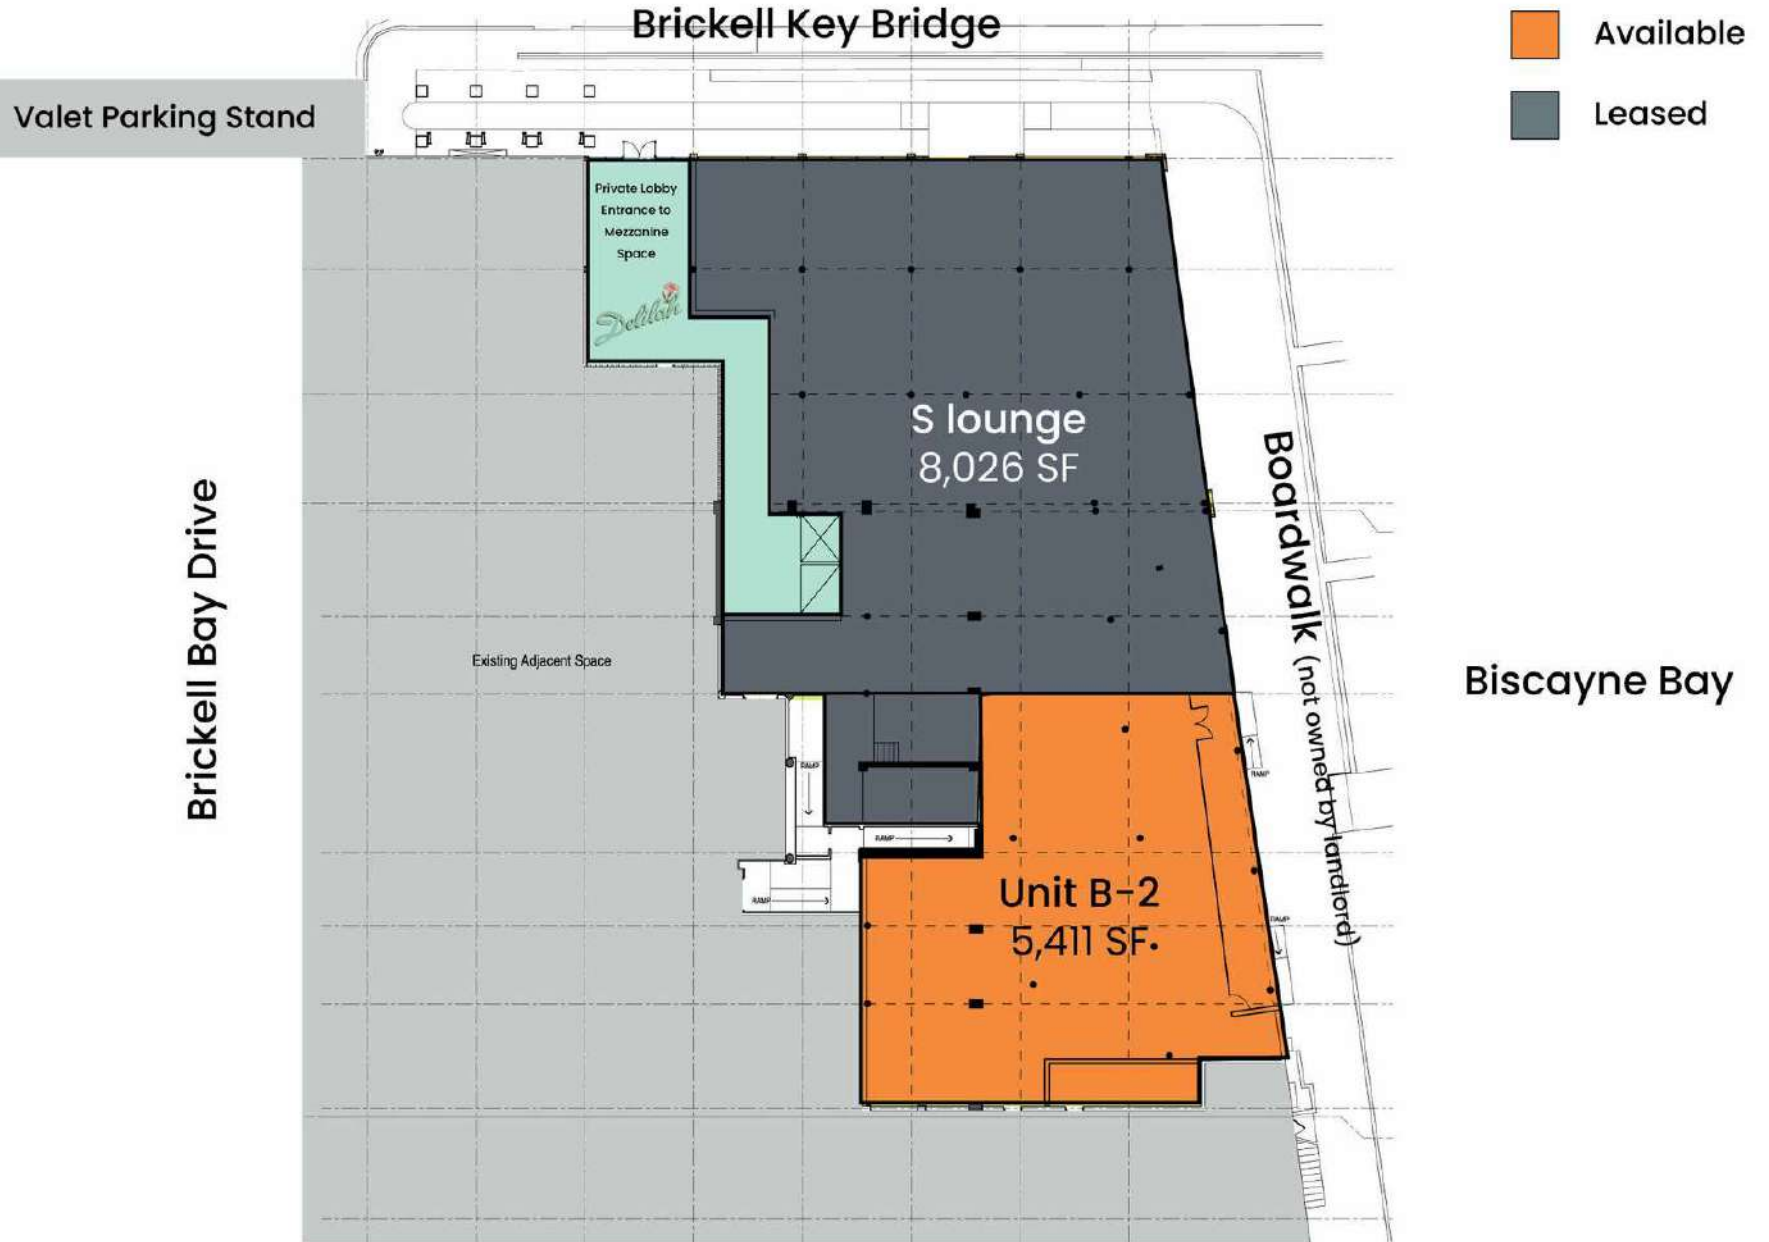 Brickell Key Bridge
Available
Leased
Valet Parking Stand
Private Lobby
Entrance to
Mezzanine
Space
Delilah
S lounge
8,026 SF
Boardwalk (not owned by landlord)
Brickell Bay Drive
Existing Adjacent Space
Biscayne Bay
RAMP
RAMP
RAMP
RAMP
Unit B-2
5,411 SF
RAMP